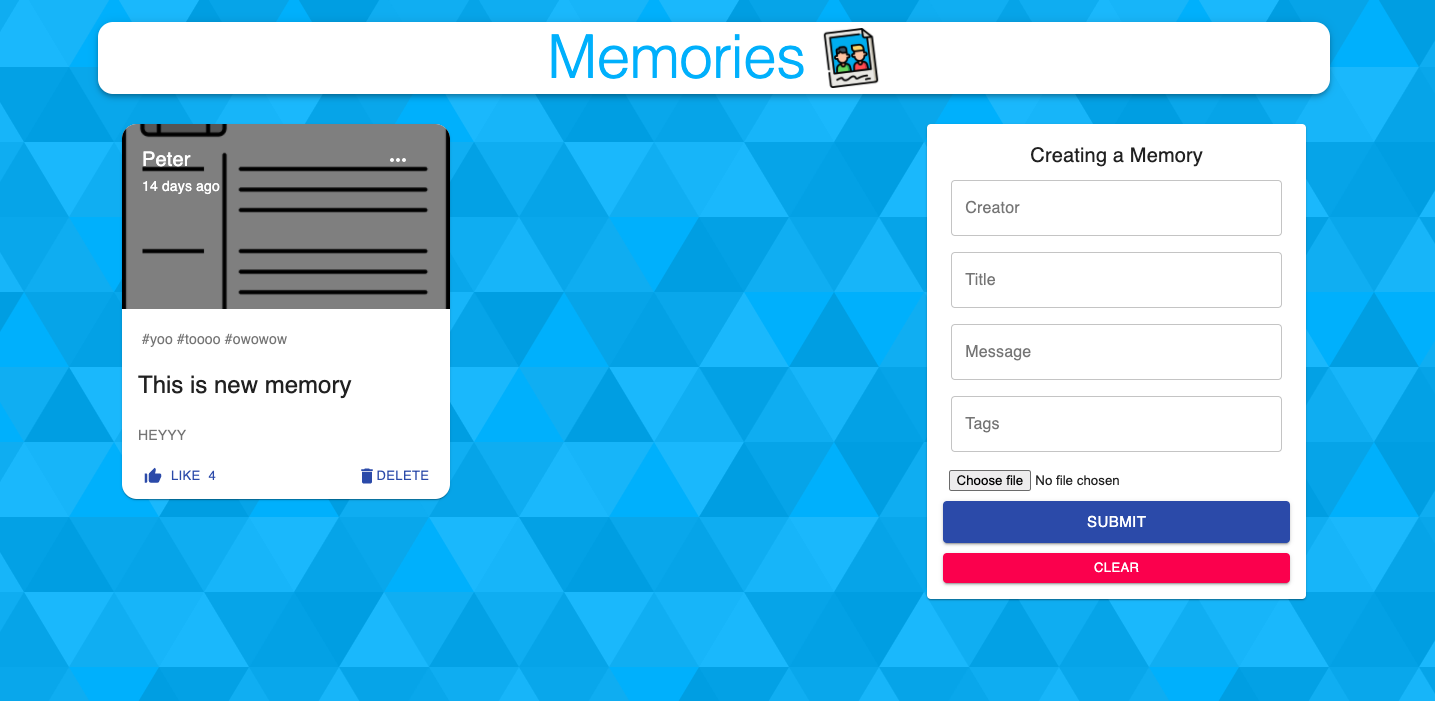 Memories
Peter
14 days ago
#yoo #toooo #owowow
This is new memory
HEYYY
LIKE 4
DELETE
Creating a Memory
Creator
Title
Message
Tags
Choose file No file chosen
SUBMIT
CLEAR